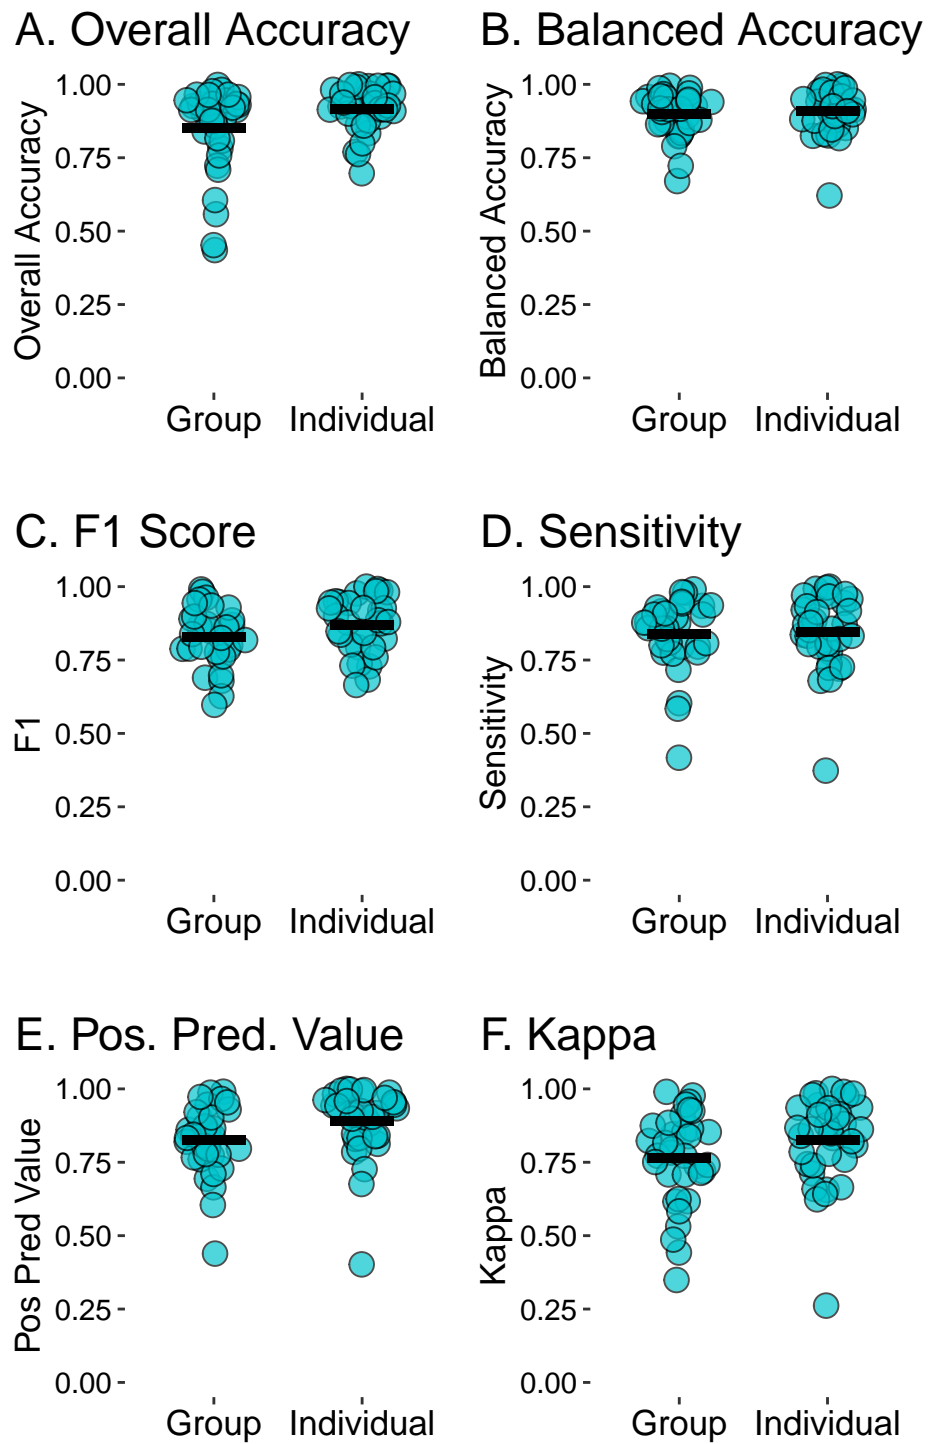 A. Overall Accuracy
Overall Accuracy
1.00
0.75
0.50
0.25
0.00
Group Individual
B. Balanced Accuracy
Balanced Accuracy
1.00
0.75
0.50
0.25
0.00
Group Individual
C. F1 Score
F1
1.00
0.75
0.50
0.25
0.00
Group Individual
D. Sensitivity
Sensitivity
1.00
0.75
0.50
0.25
0.00
Group Individual
E. Pos. Pred. Value
Pos Pred Value
1.00
0.75
0.50
0.25
0.00
Group Individual
F. Kappa
Kappa
1.00
0.75
0.50
0.25
0.00
Group Individual